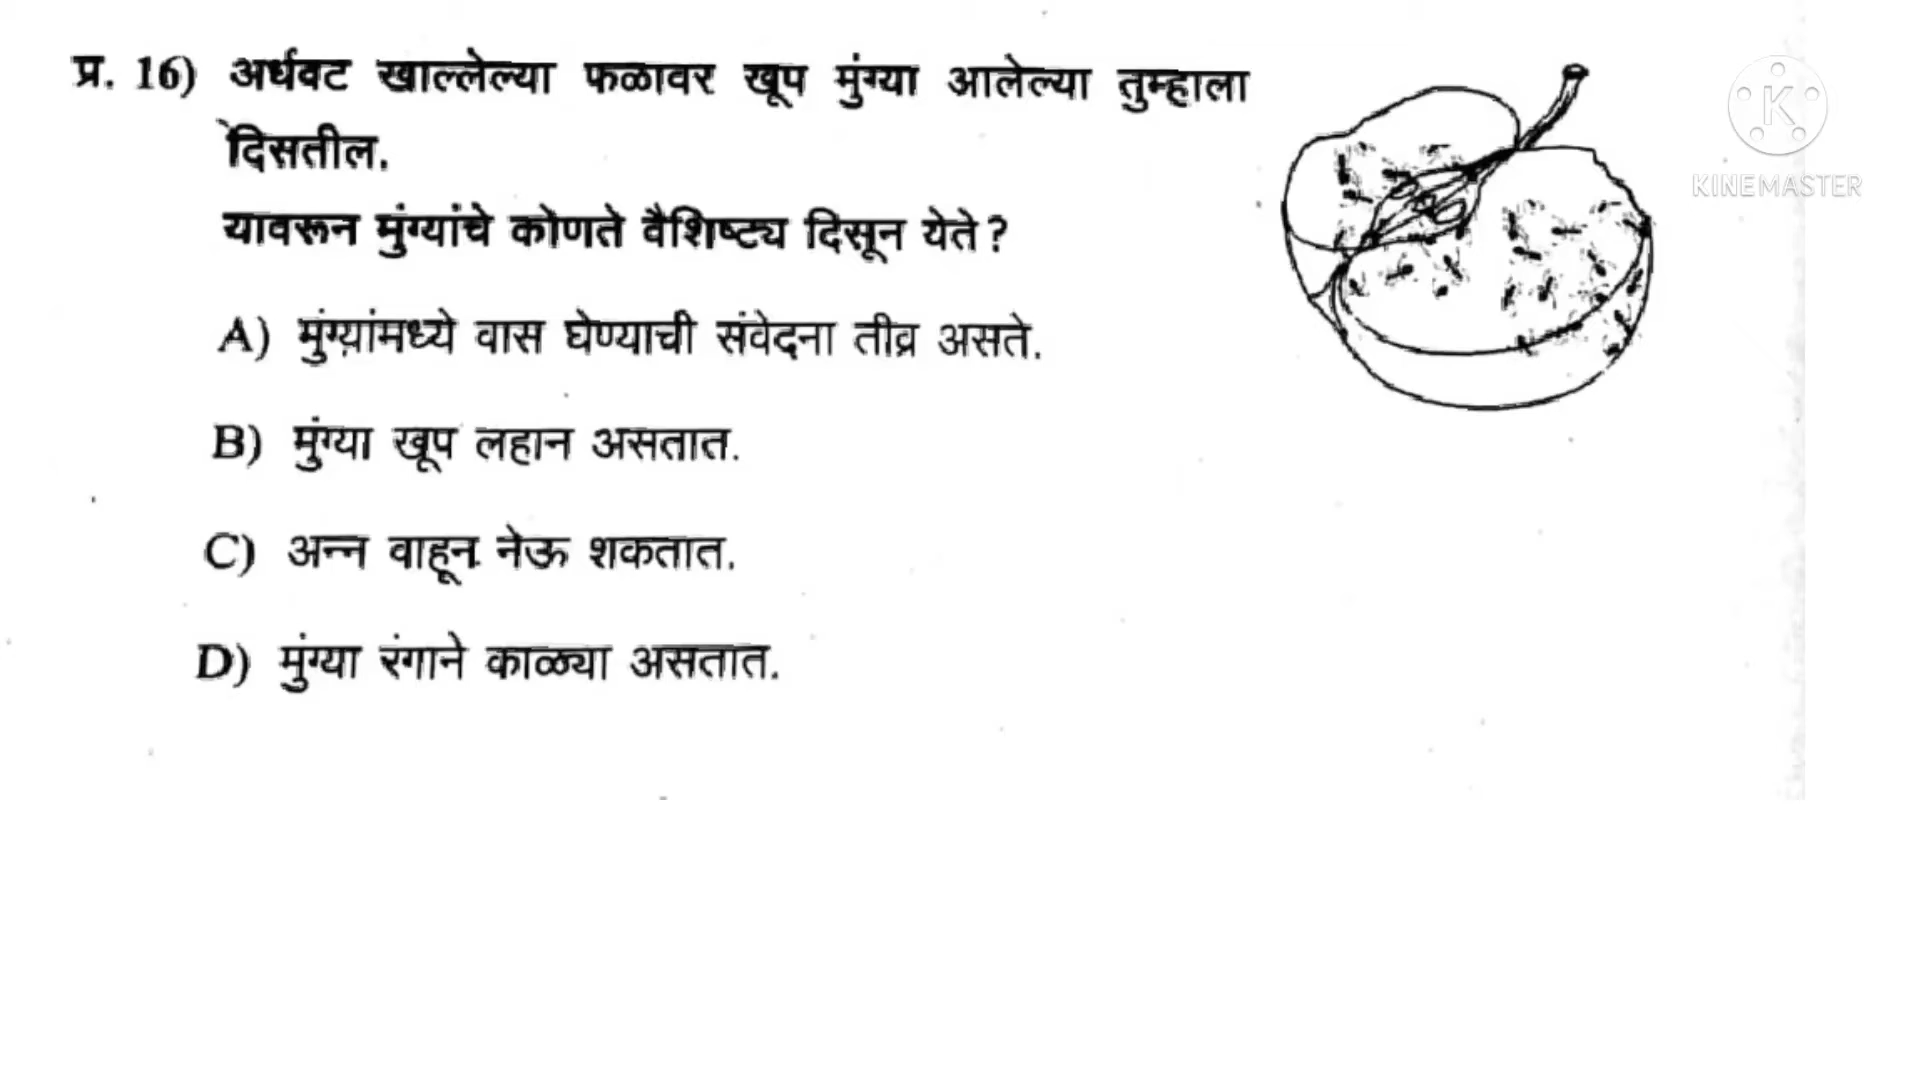 प्र. 16) अर्धवट खाल्लेल्या फळावर खूप मुंग्या आलेल्या तुम्हाला
दिसतील.
यावरून मुंग्यांचे कोणते वैशिष्ट्य दिसून येते?
A) मुंग्यांमध्ये वास घेण्याची संवेदना तीव्र असते.
B) मुंग्या खूप लहान असतात.
C) अन्न वाहून नेऊ शकतात.
D) मुंग्या रंगाने काळ्या असतात.
K
KINEMASTER